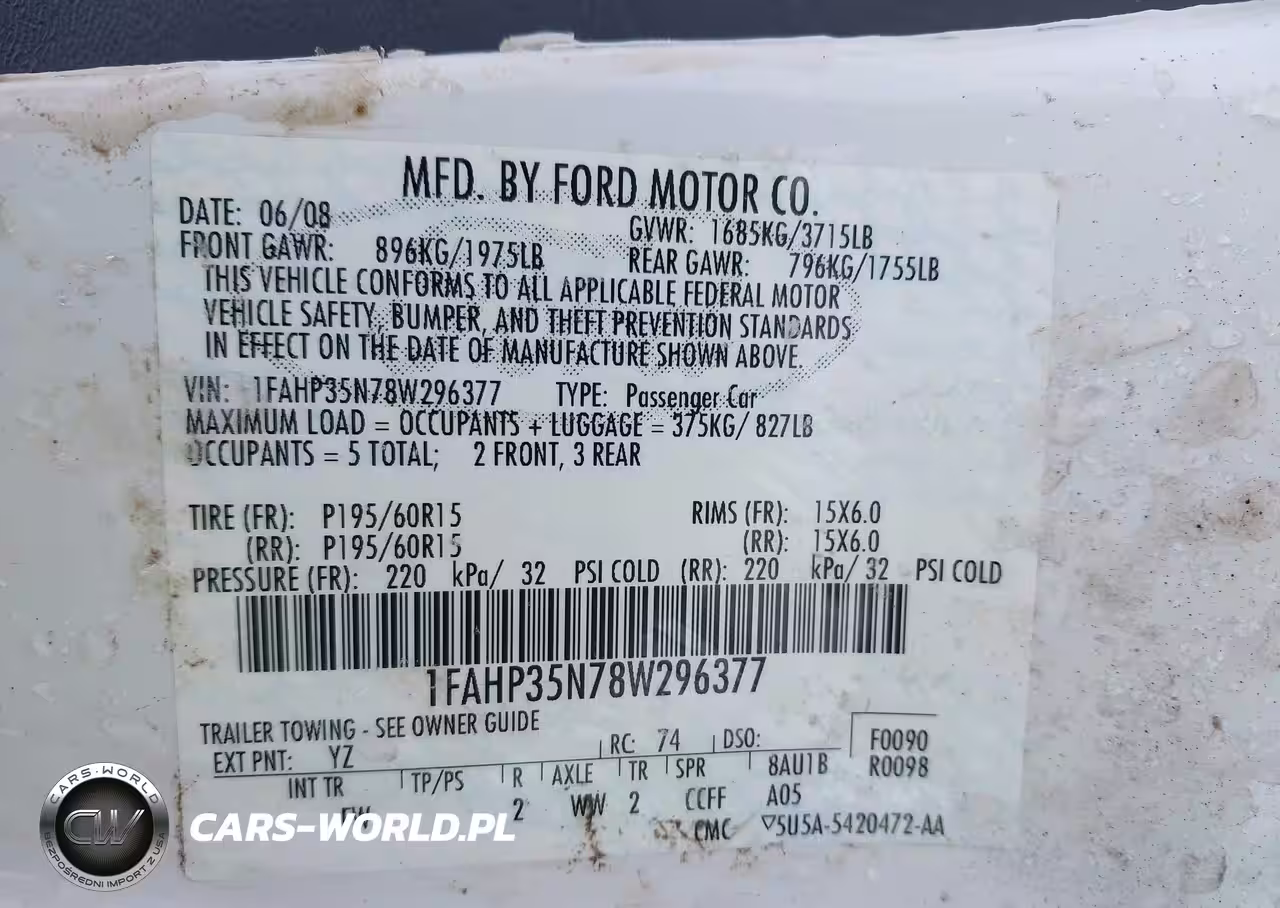 MFD. BY FORD MOTOR CO.
DATE: 06/08
GVWR: 1685KG/3715LB
FRONT GAWR: 896KG/1975LB
REAR GAWR: 796KG/1755LB
THIS VEHICLE CONFORMS TO ALL APPLICABLE FEDERAL MOTOR
VEHICLE SAFETY, BUMPER, AND THEFT PREVENTION STANDARDS
IN EFFECT ON THE DATE OF MANUFACTURE SHOWN ABOVE.
VIN: 1FAHP35N78W296377 TYPE: Passenger Car
MAXIMUM LOAD = OCCUPANTS + LUGGAGE = 375KG/ 827LB
OCCUPANTS = 5 TOTAL; 2 FRONT, 3 REAR
TIRE (FR): P195/60R15 RIMS (FR): 15X6.0
(RR): P195/60R15 (RR): 15X6.0
PRESSURE (FR): 220 kPa/ 32 PSI COLD (RR): 220 kPa/ 32 PSI COLD
1FAHP35N78W296377
TRAILER TOWING - SEE OWNER GUIDE
EXT PNT: YZ RC: 74 DSO: F0090
INT TR TP/PS R AXLE TR SPR 8AU1B R0098
2 WW 2 CCFF A05
CMC ▽5U5A-5420472-AA
CARS-WORLD
CW
BEZPOŚREDNI IMPORT Z USA
CARS-WORLD.PL